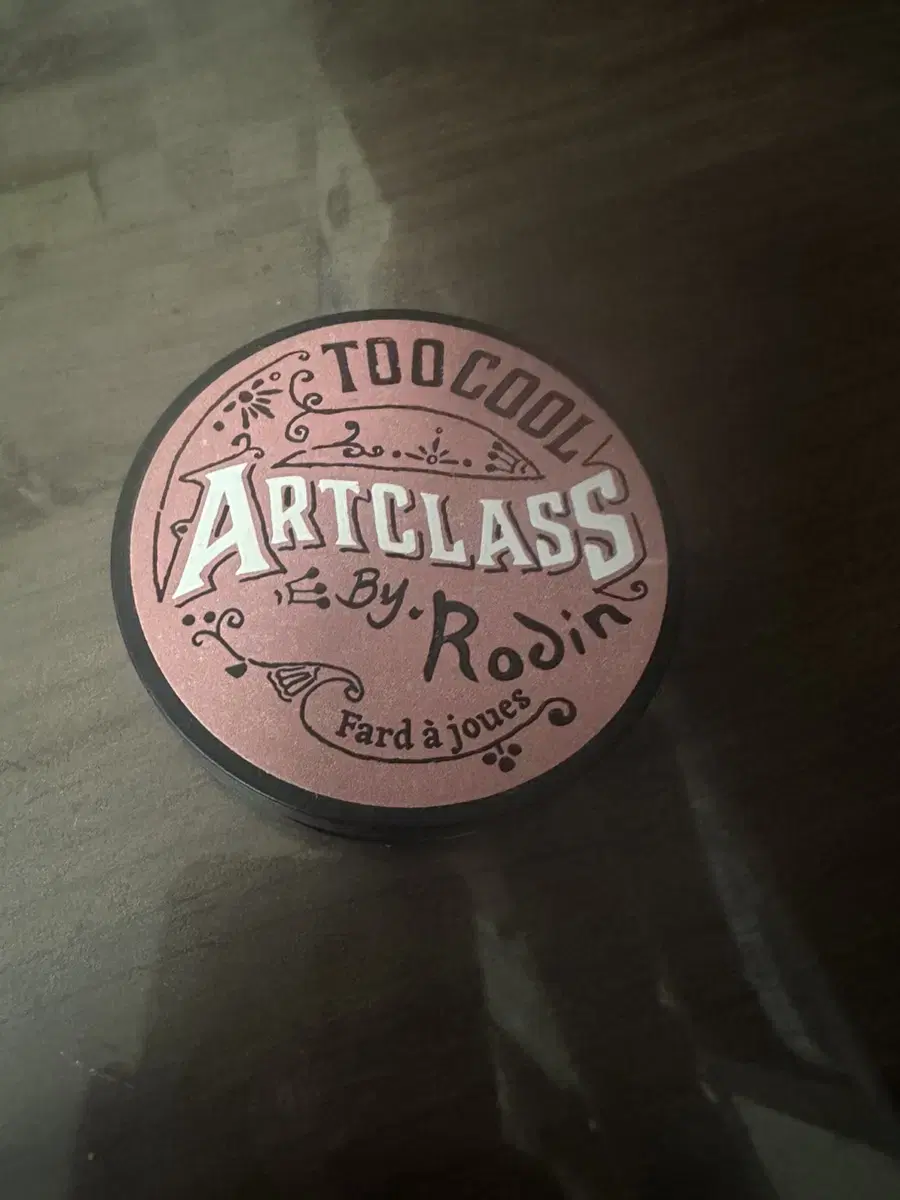 TOO COOL
ARTCLASS
By. Rodin
Fard à joues